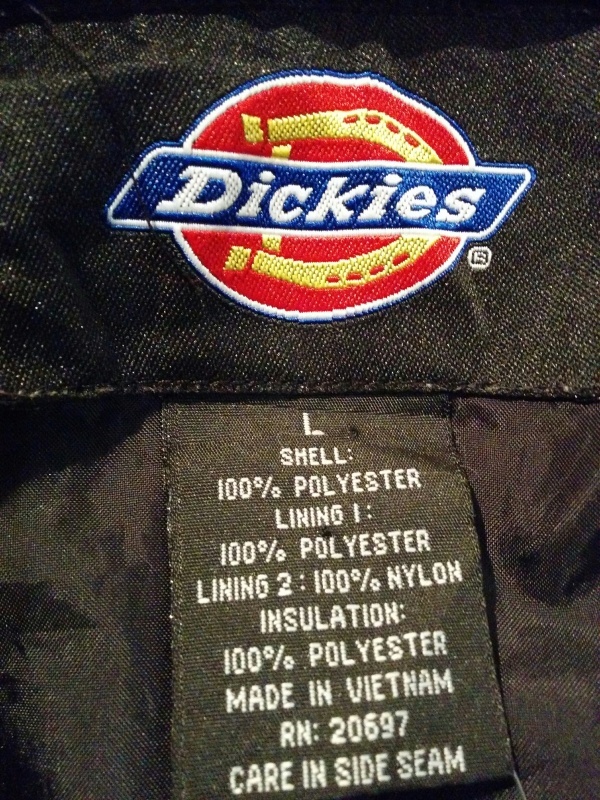 Dickies
®
L
SHELL:
100% POLYESTER
LINING 1:
100% POLYESTER
LINING 2: 100% NYLON
INSULATION:
100% POLYESTER
MADE IN VIETNAM
RN: 20697
CARE IN SIDE SEAM